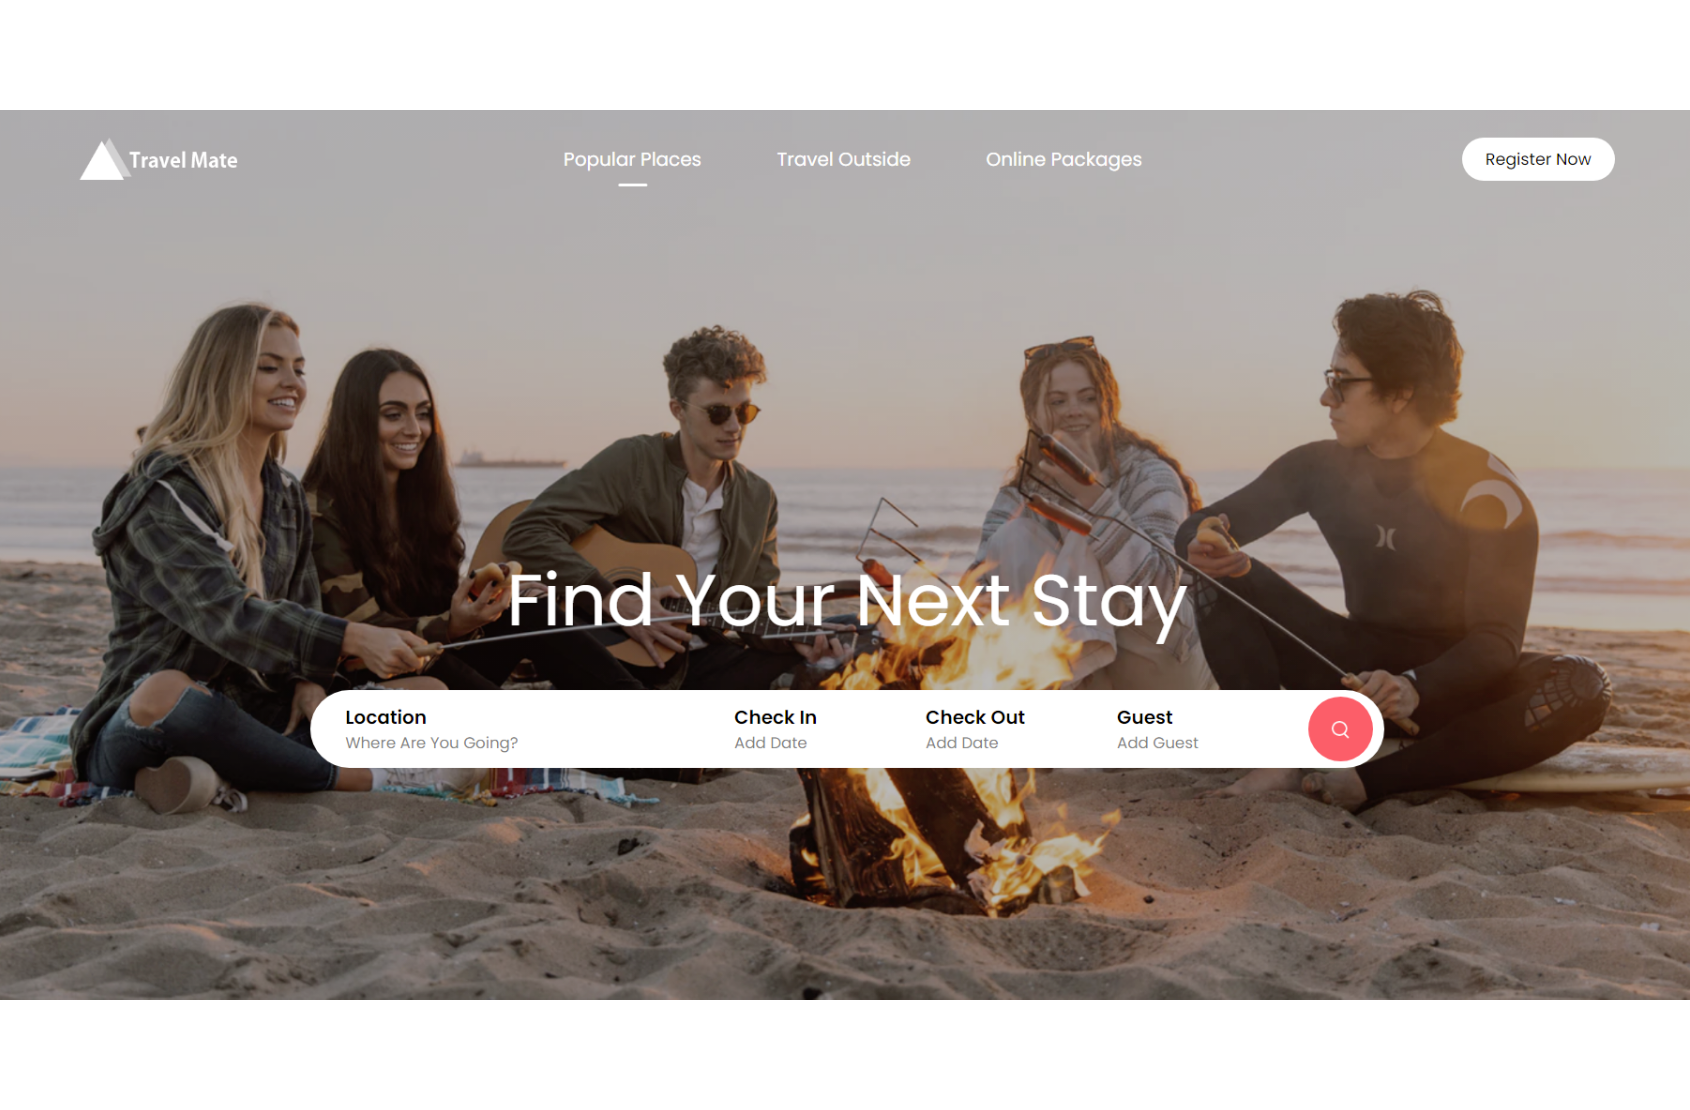 Travel Mate
Popular Places
Travel Outside
Online Packages
Register Now
Find Your Next Stay
Location
Where Are You Going?
Check In
Add Date
Check Out
Add Date
Guest
Add Guest